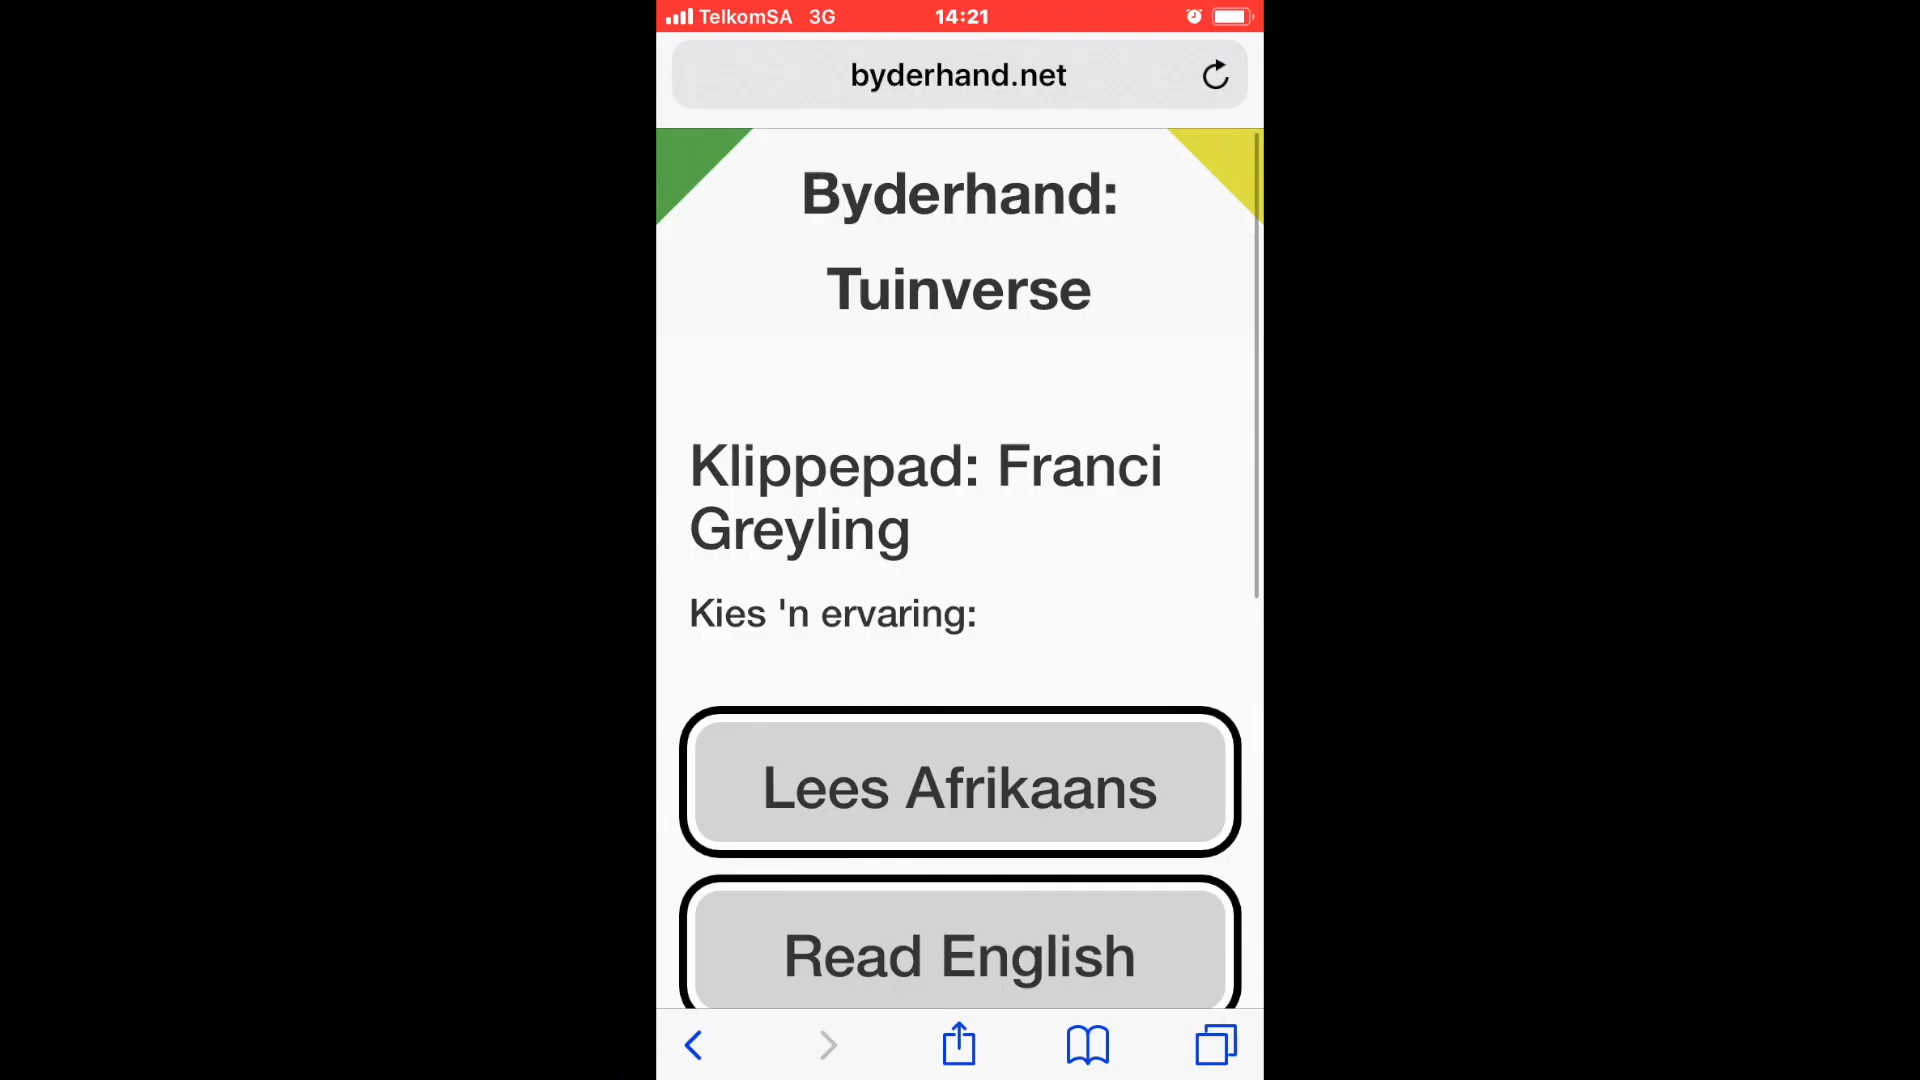 TelkomSA 3G 14:21
byderhand.net
Byderhand:
Tuinverse
Klippepad: Franci
Greyling
Kies 'n ervaring:
Lees Afrikaans
Read English